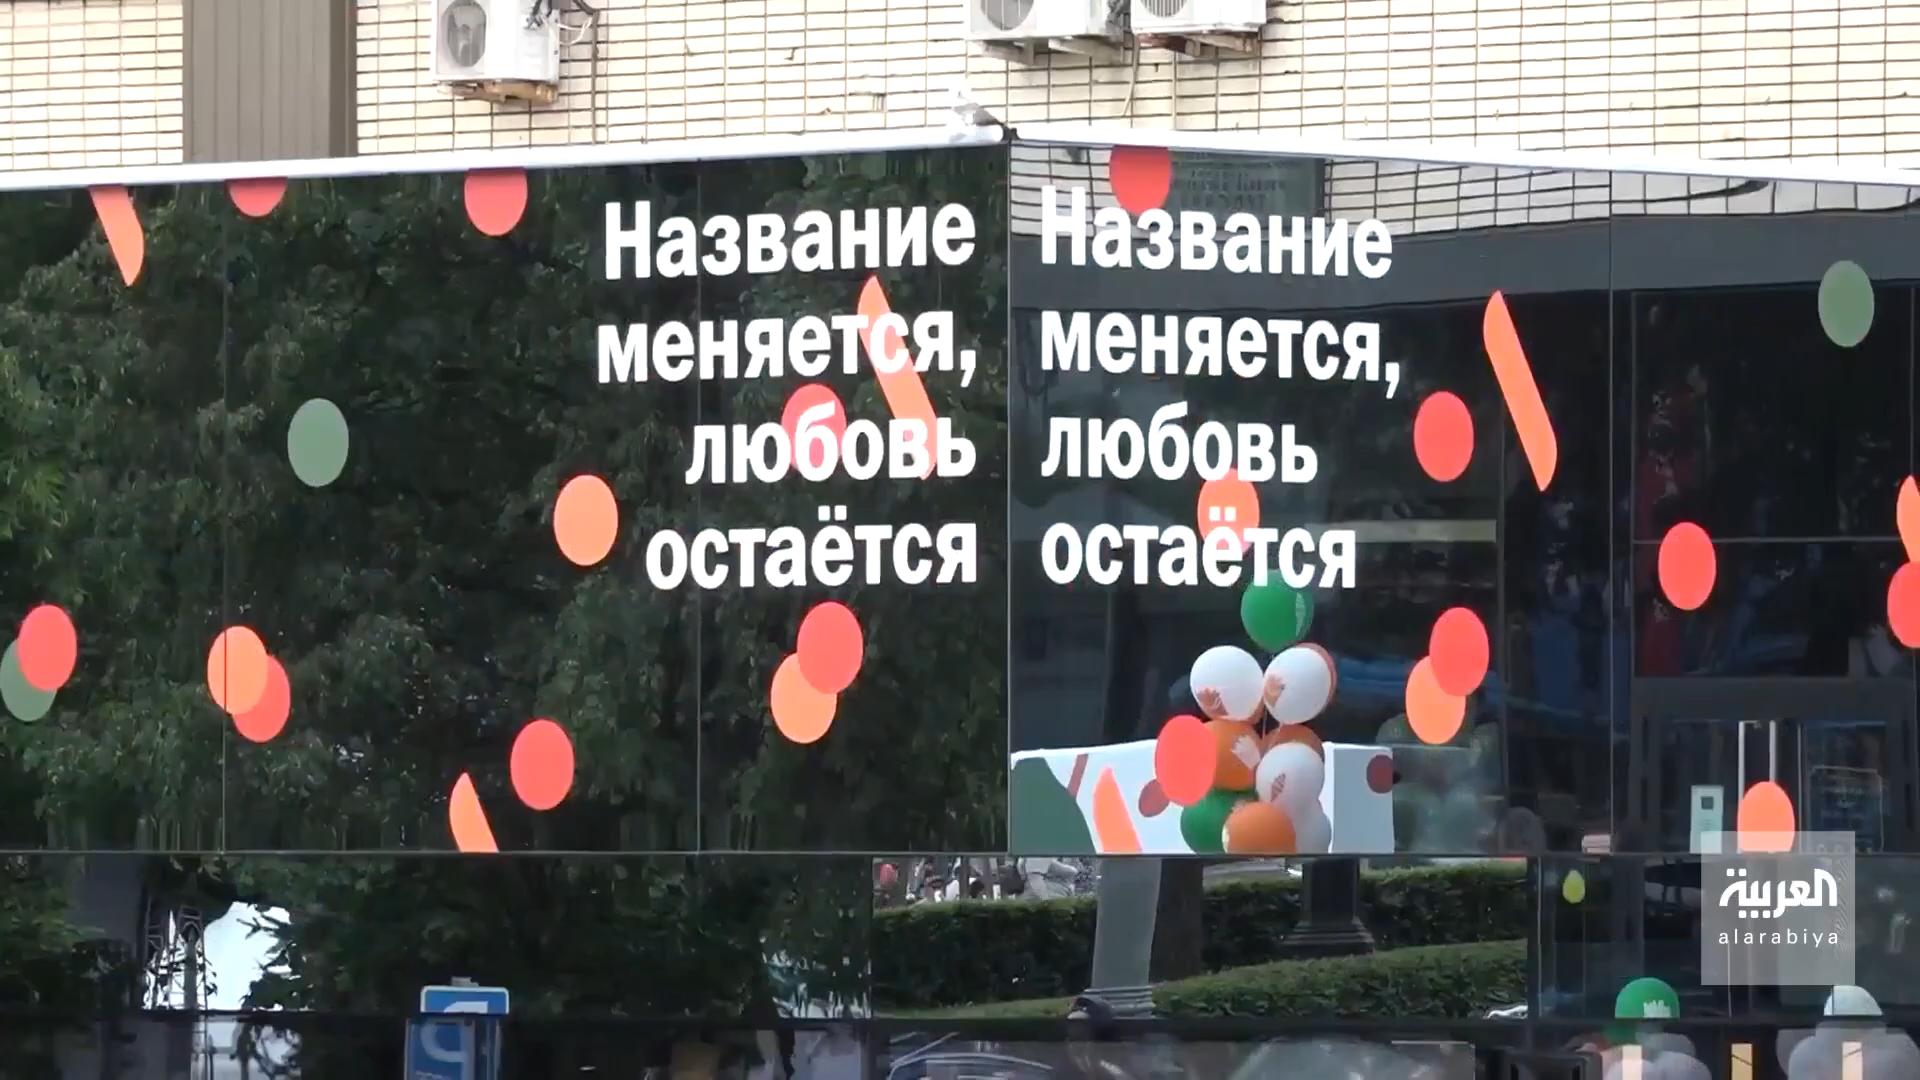 Название
меняется,
любовь
остаётся
Название
меняется,
любовь
остаётся
العربية
alarabiya